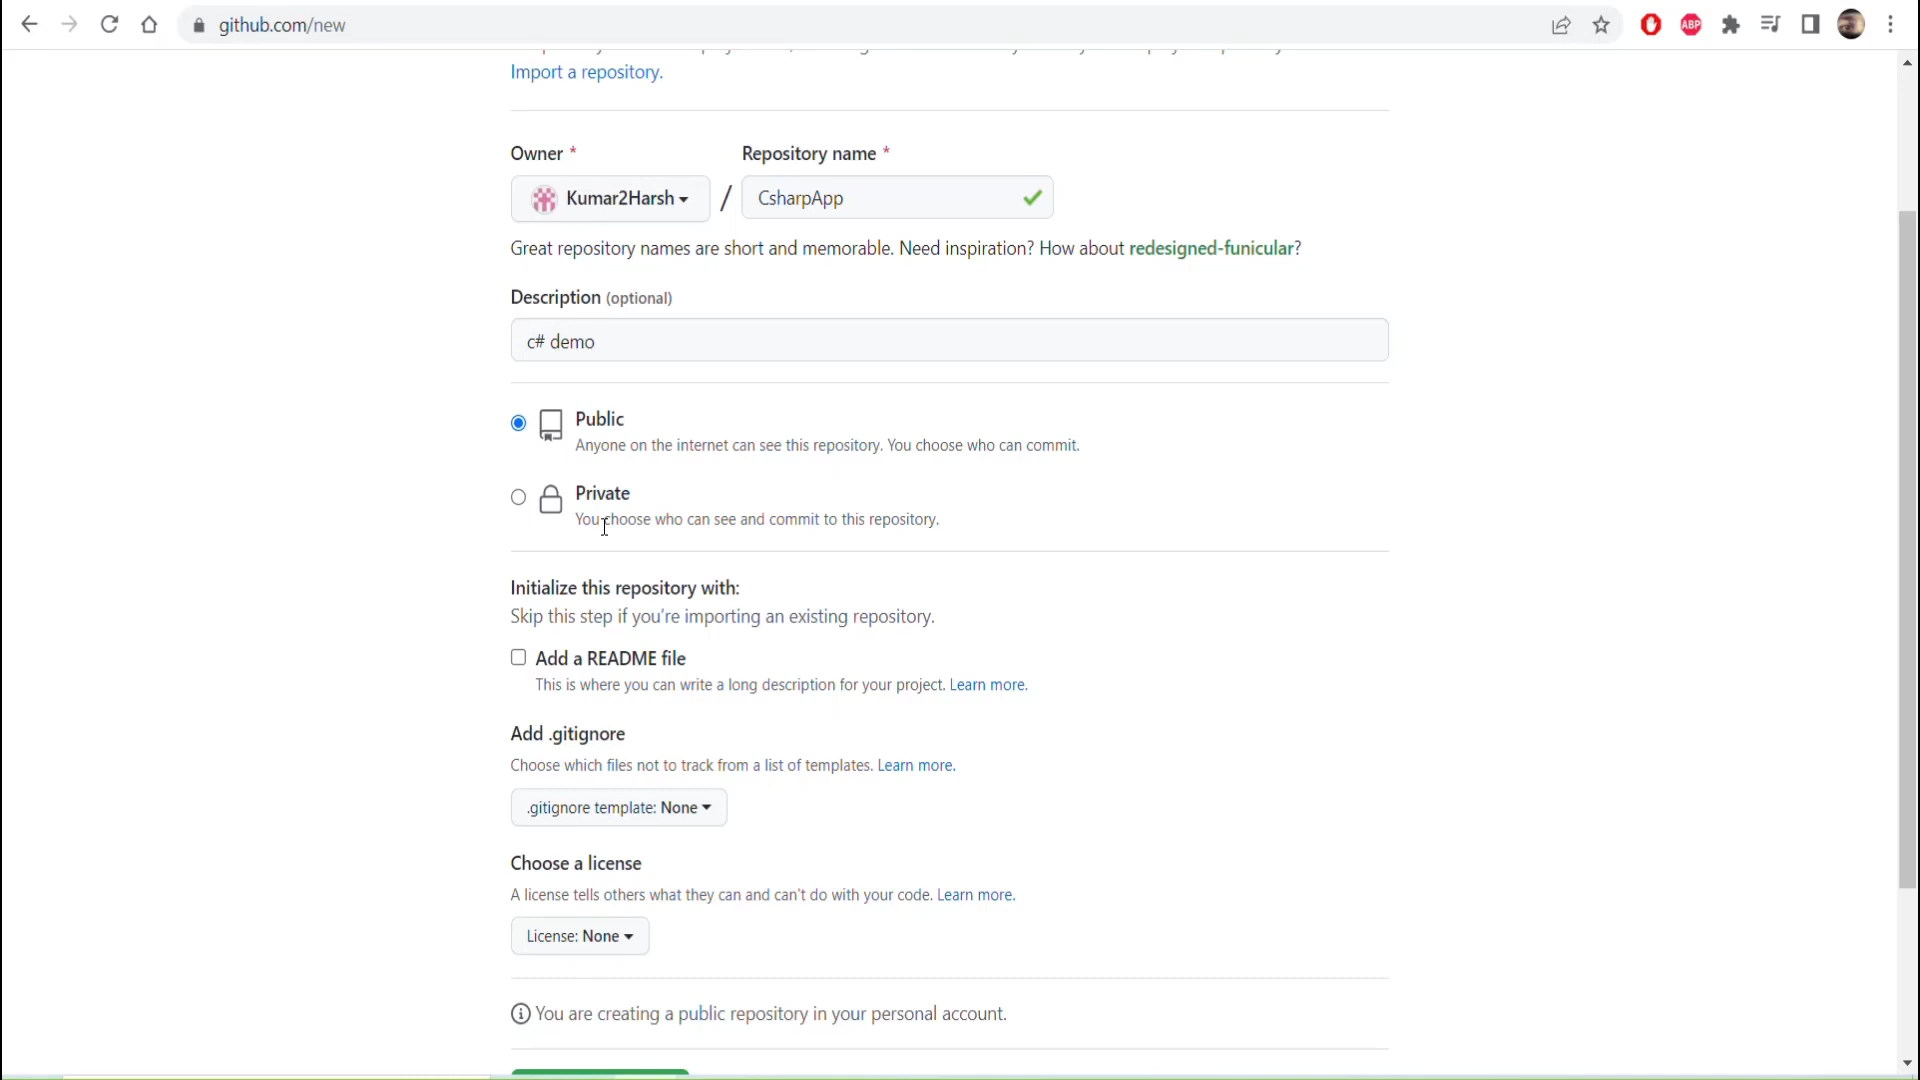 github.com/new
ABP
Import a repository.
Owner *
Repository name *
Kumar2Harsh
/
CsharpApp
Great repository names are short and memorable. Need inspiration? How about redesigned-funicular?
Description (optional)
c# demo
Public
Anyone on the internet can see this repository. You choose who can commit.
Private
You choose who can see and commit to this repository.
Initialize this repository with:
Skip this step if you're importing an existing repository.
Add a README file
This is where you can write a long description for your project. Learn more.
Add .gitignore
Choose which files not to track from a list of templates. Learn more.
.gitignore template: None
Choose a license
A license tells others what they can and can't do with your code. Learn more.
License: None
You are creating a public repository in your personal account.